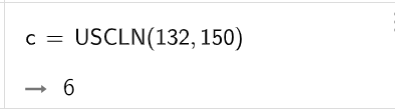 c = USCLN(132, 150)
→ 6